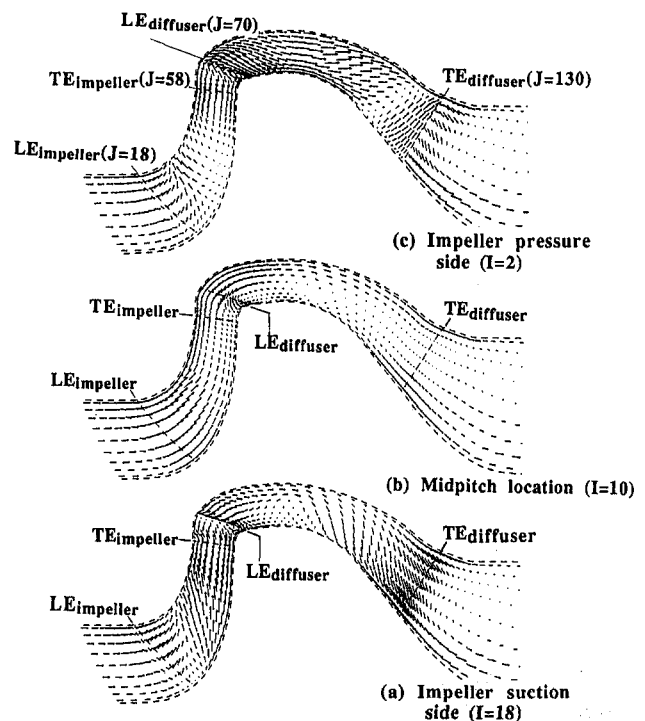 LEdiffuser(J=70)
TEimpeller(J=58)
TEdiffuser(J=130)
LEimpeller(J=18)
(c) Impeller pressure
side (I=2)
TEimpeller
TEdiffuser
LEdiffuser
LEimpeller
(b) Midpitch location (I=10)
TEimpeller
TEdiffuser
LEdiffuser
LEimpeller
(a) Impeller suction
side (I=18)